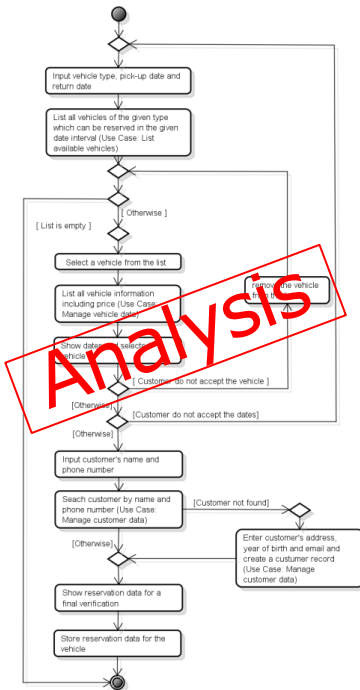 Input vehicle type, pick-up date and
return date
List all vehicles of the given type
which can be reserved in the given
date interval (Use Case: List
available vehicles)
[ Otherwise ]
[ List is empty ]
Select a vehicle from the list
List all vehicle information
including price (Use Case:
Manage vehicle data)
remove the vehicle
from
Show dates selected
vehicle
Analysis
[ Customer do not accept the vehicle ]
[Otherwise]
[Customer do not accept the dates]
[Otherwise]
Input customer's name and
phone number
Seach customer by name and
phone number (Use Case:
Manage customer data)
[Customer not found]
[Otherwise]
Enter customer's address,
year of birth and email and
create a custumer record
(Use Case: Manage
customer data)
Show reservation data for a
final verification
Store reservation data for the
vehicle